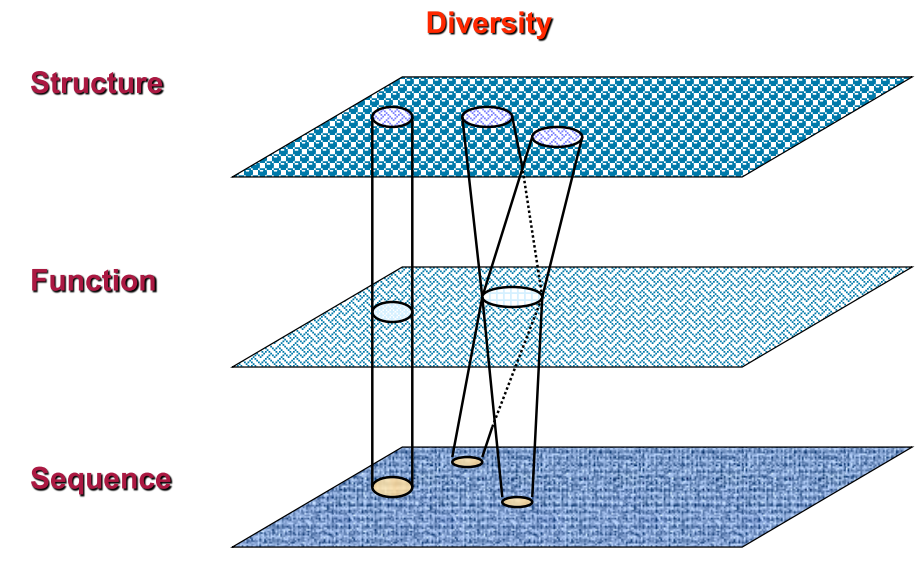 Diversity
Structure
Function
Sequence